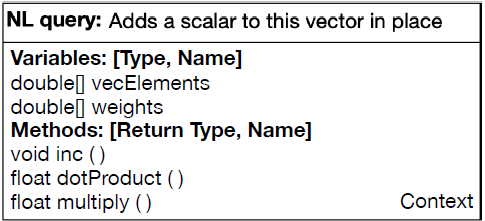 NL query: Adds a scalar to this vector in place
Variables: [Type, Name]
double[] vecElements
double[] weights
Methods: [Return Type, Name]
void inc ( )
float dotProduct ( )
float multiply ( ) Context